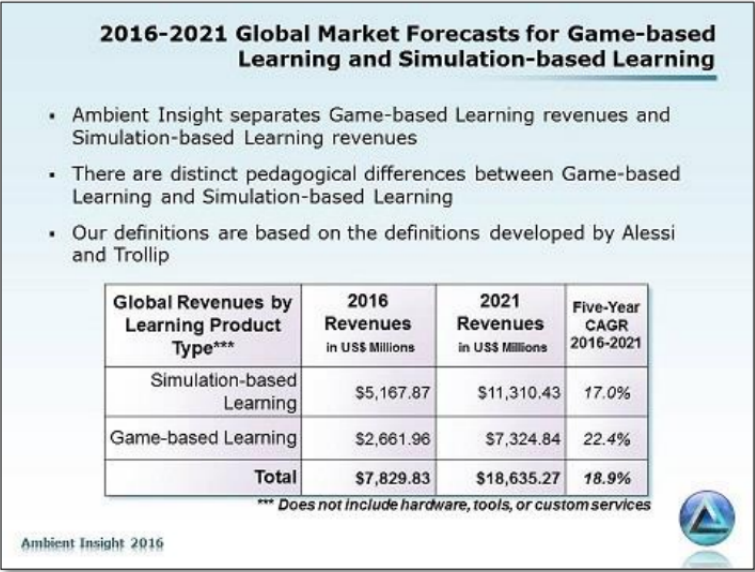 2016-2021 Global Market Forecasts for Game-based
Learning and Simulation-based Learning
▪ Ambient Insight separates Game-based Learning revenues and
Simulation-based Learning revenues
▪ There are distinct pedagogical differences between Game-based
Learning and Simulation-based Learning
▪ Our definitions are based on the definitions developed by Alessi
and Trollip
Global Revenues by
Learning Product
Type***
2016
Revenues
in US$ Millions
2021
Revenues
in US$ Millions
Five-Year
CAGR
2016-2021
Simulation-based
Learning
$5,167.87
$11,310.43
17.0%
Game-based Learning
$2,661.96
$7,324.84
22.4%
Total
$7,829.83
$18,635.27
18.9%
*** Does not include hardware, tools, or custom services
Ambient Insight 2016